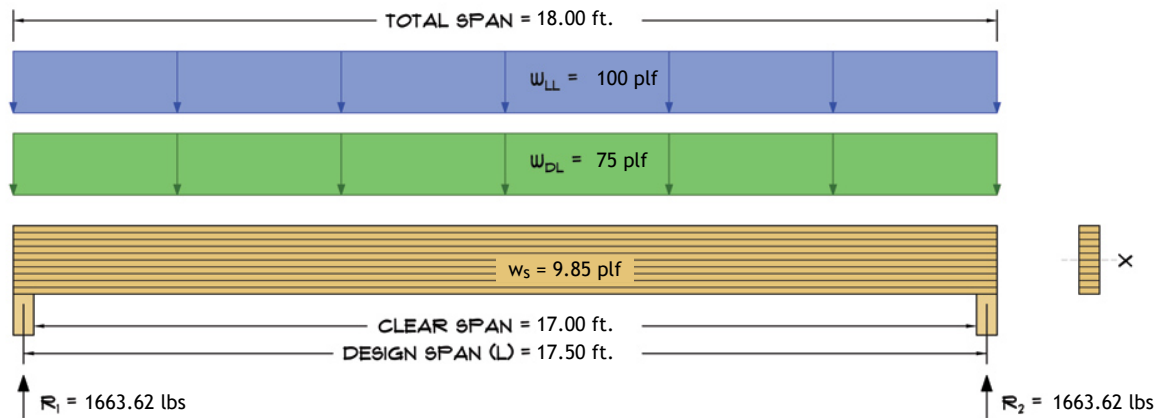 TOTAL SPAN = 18.00 ft.
wLL = 100 plf
wDL = 75 plf
ws = 9.85 plf
X
CLEAR SPAN = 17.00 ft.
DESIGN SPAN (L) = 17.50 ft.
R1 = 1663.62 lbs
R2 = 1663.62 lbs